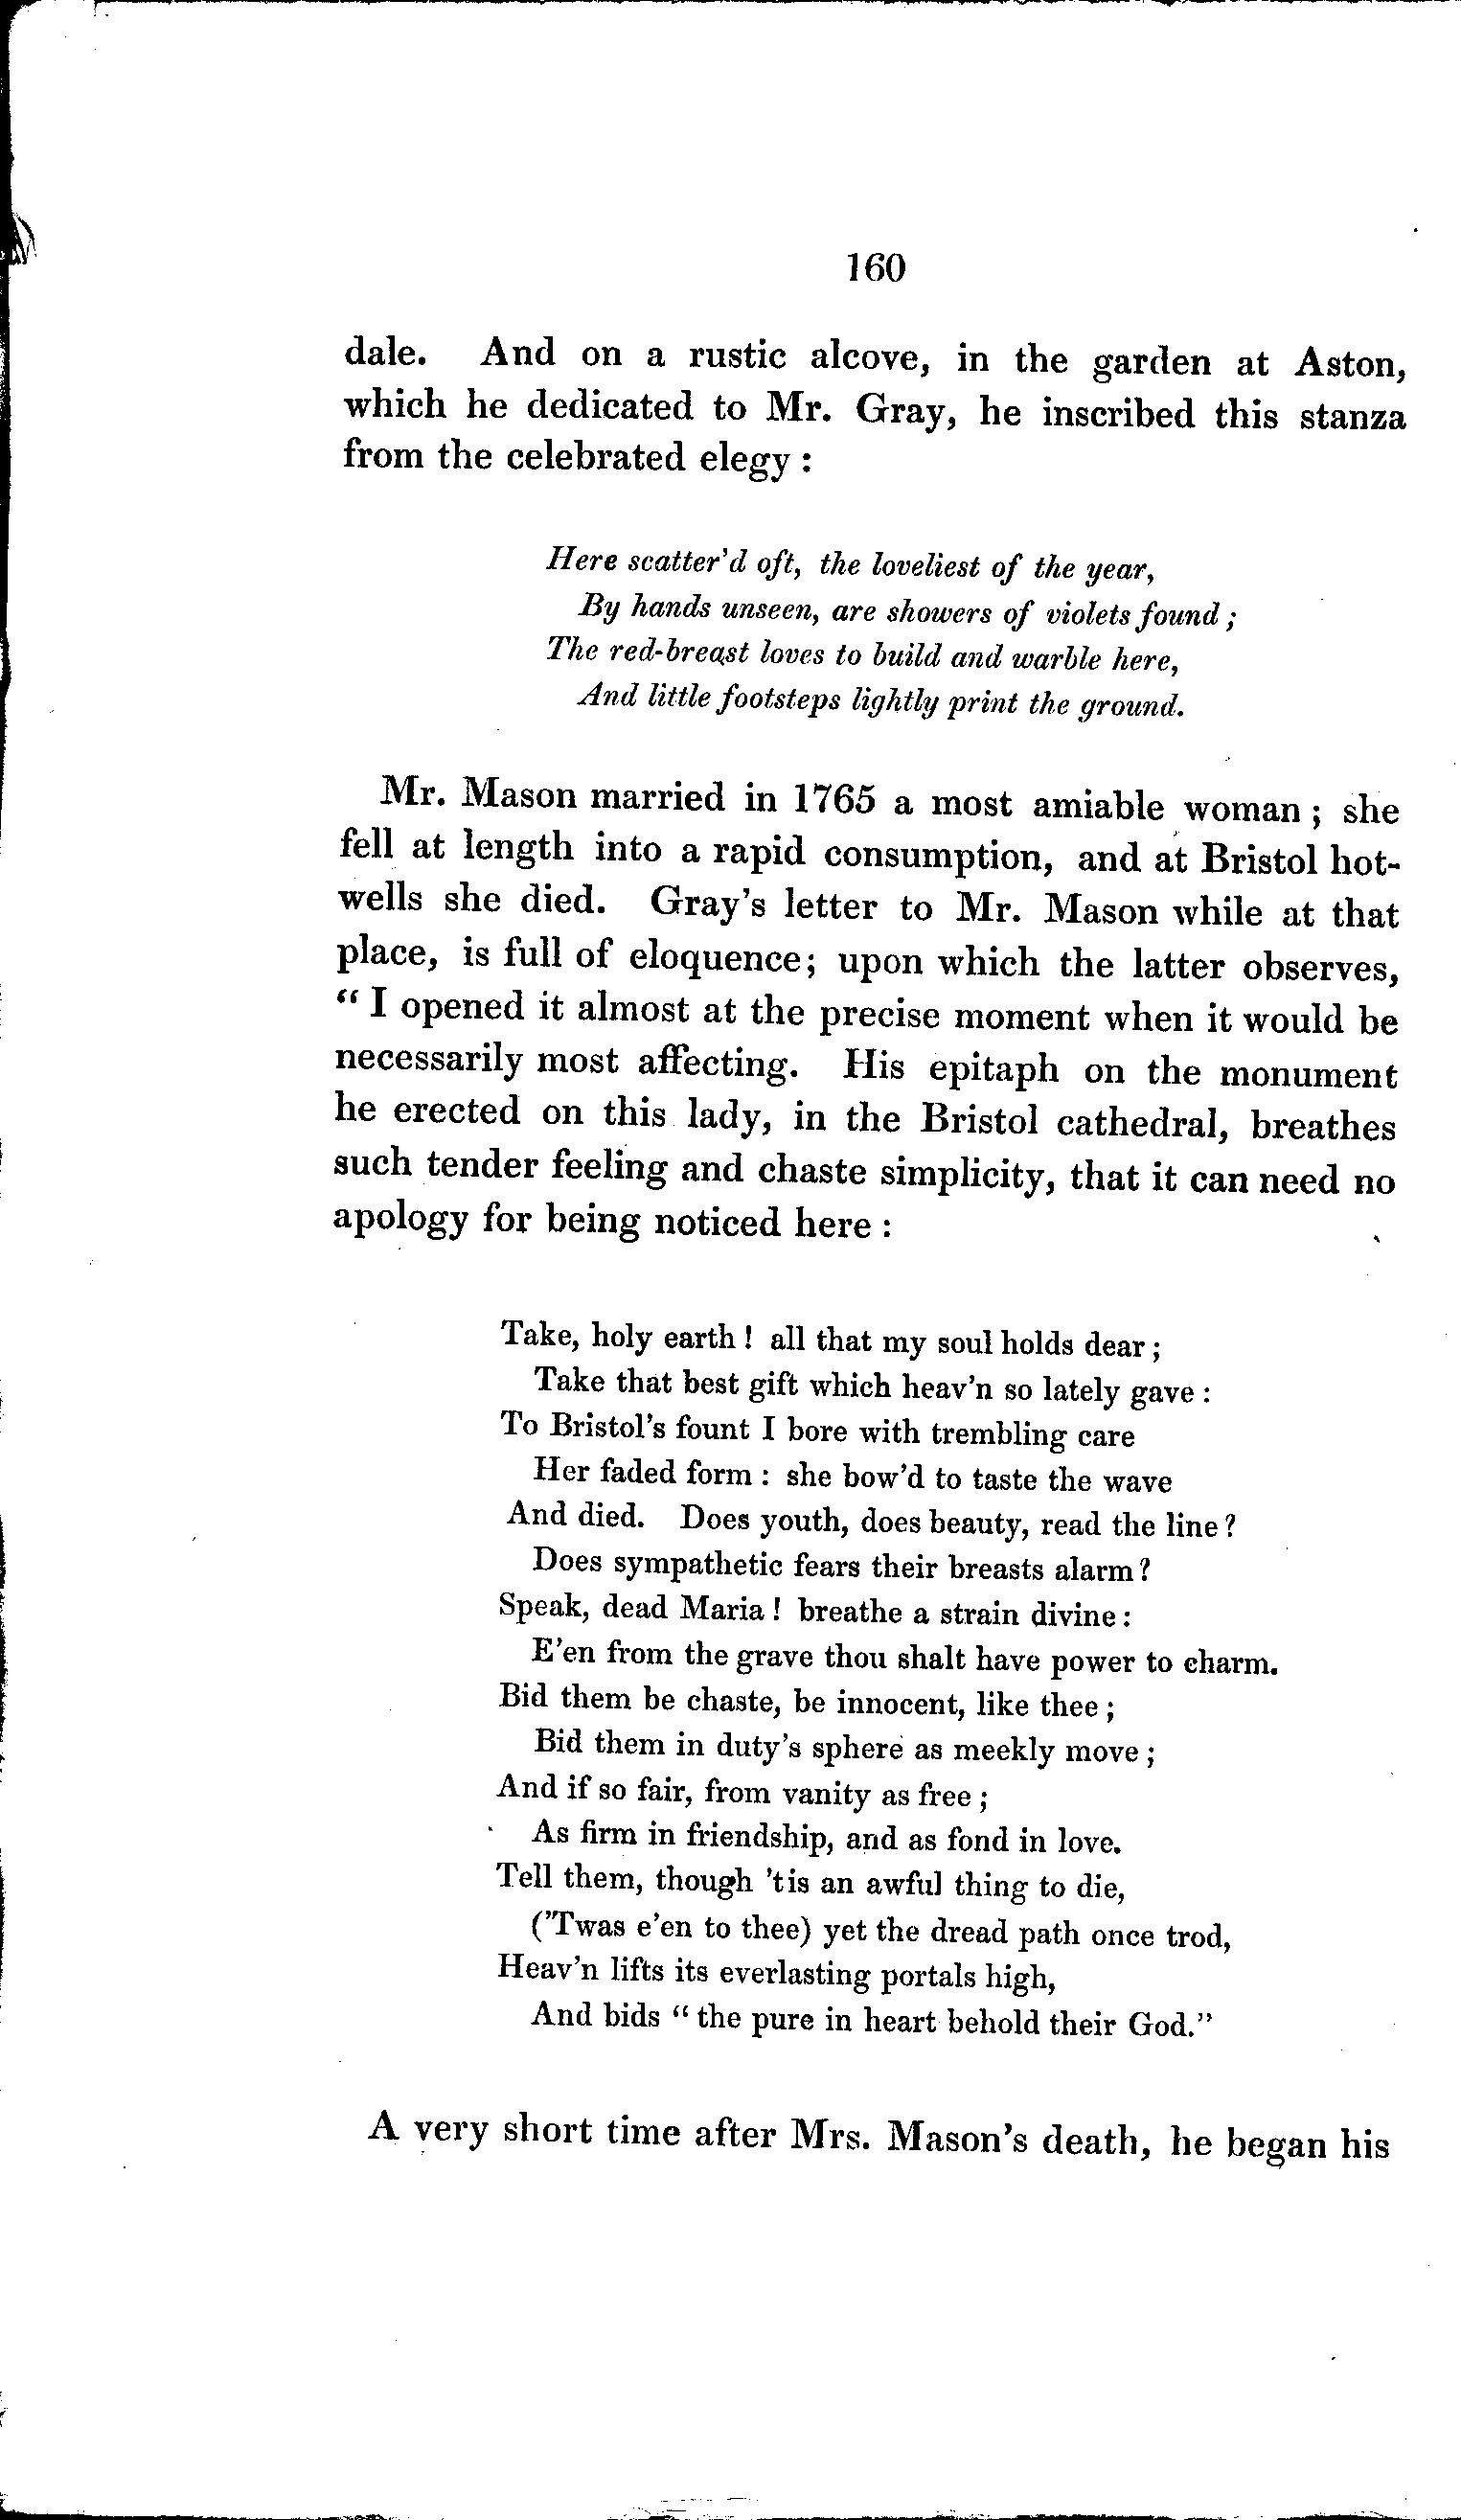 160
dale. And on a rustic alcove, in the garden at Aston,
which he dedicated to Mr. Gray, he inscribed this stanza
from the celebrated elegy :
Here scatter'd oft, the loveliest of the year,
By hands unseen, are showers of violets found ;
The red-breast loves to build and warble here,
And little footsteps lightly print the ground.
Mr. Mason married in 1765 a most amiable woman ; she
fell at length into a rapid consumption, and at Bristol hot-
wells she died. Gray's letter to Mr. Mason while at that
place, is full of eloquence; upon which the latter observes,
“ I opened it almost at the precise moment when it would be
necessarily most affecting. His epitaph on the monument
he erected on this lady, in the Bristol cathedral, breathes
such tender feeling and chaste simplicity, that it can need no
apology for being noticed here :
Take, holy earth ! all that my soul holds dear ;
Take that best gift which heav'n so lately gave :
To Bristol's fount I bore with trembling care
Her faded form : she bow'd to taste the wave
And died. Does youth, does beauty, read the line ?
Does sympathetic fears their breasts alarm ?
Speak, dead Maria ! breathe a strain divine :
E'en from the grave thou shalt have power to charm.
Bid them be chaste, be innocent, like thee ;
Bid them in duty's sphere as meekly move ;
And if so fair, from vanity as free ;
As firm in friendship, and as fond in love.
Tell them, though 'tis an awful thing to die,
('Twas e'en to thee) yet the dread path once trod,
Heav'n lifts its everlasting portals high,
And bids “ the pure in heart behold their God.”
A very short time after Mrs. Mason's death, he began his